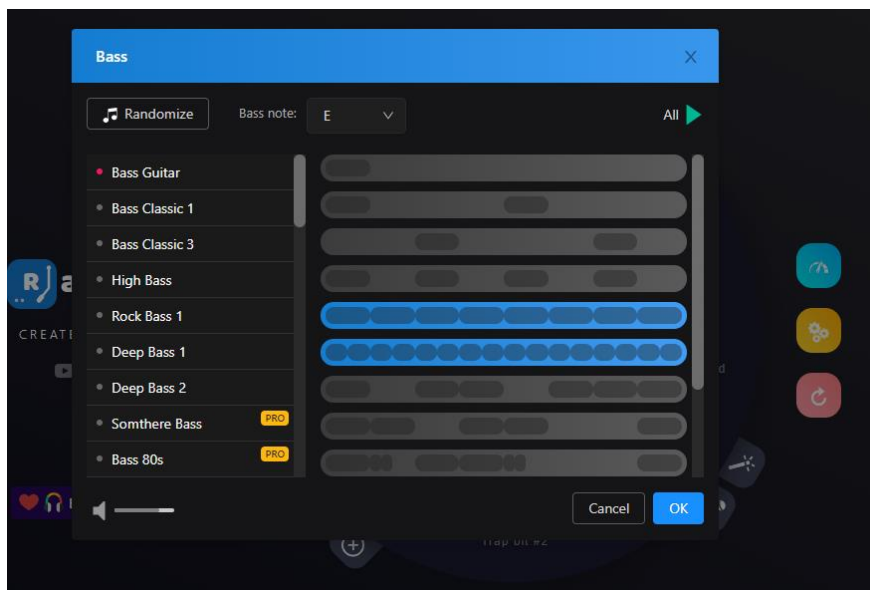 Bass
Randomize
Bass note:
E
All
Bass Guitar
Bass Classic 1
Bass Classic 3
High Bass
Rock Bass 1
Deep Bass 1
Deep Bass 2
Somthere Bass PRO
Bass 80s PRO
Cancel
OK
R a
CREATE
d
Trap bit #2